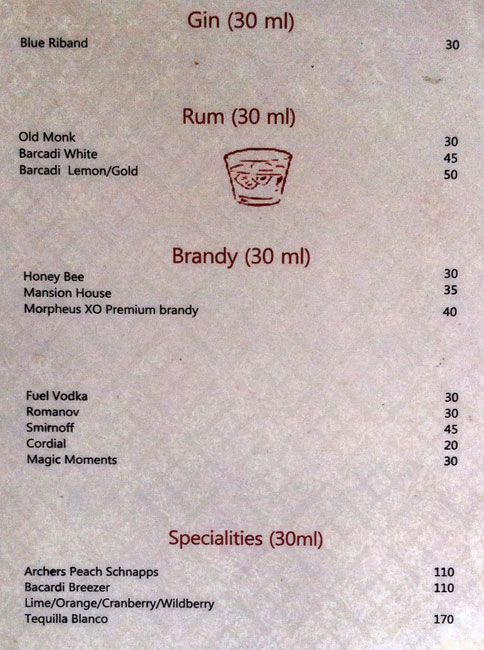 Gin (30 ml)
Blue Riband 30
Rum (30 ml)
Old Monk 30
Barcadi White 45
Barcadi Lemon/Gold 50
Brandy (30 ml)
Honey Bee 30
Mansion House 35
Morpheus XO Premium brandy 40
Fuel Vodka 30
Romanov 30
Smirnoff 45
Cordial 20
Magic Moments 30
Specialities (30ml)
Archers Peach Schnapps 110
Bacardi Breezer 110
Lime/Orange/Cranberry/Wildberry
Tequilla Blanco 170